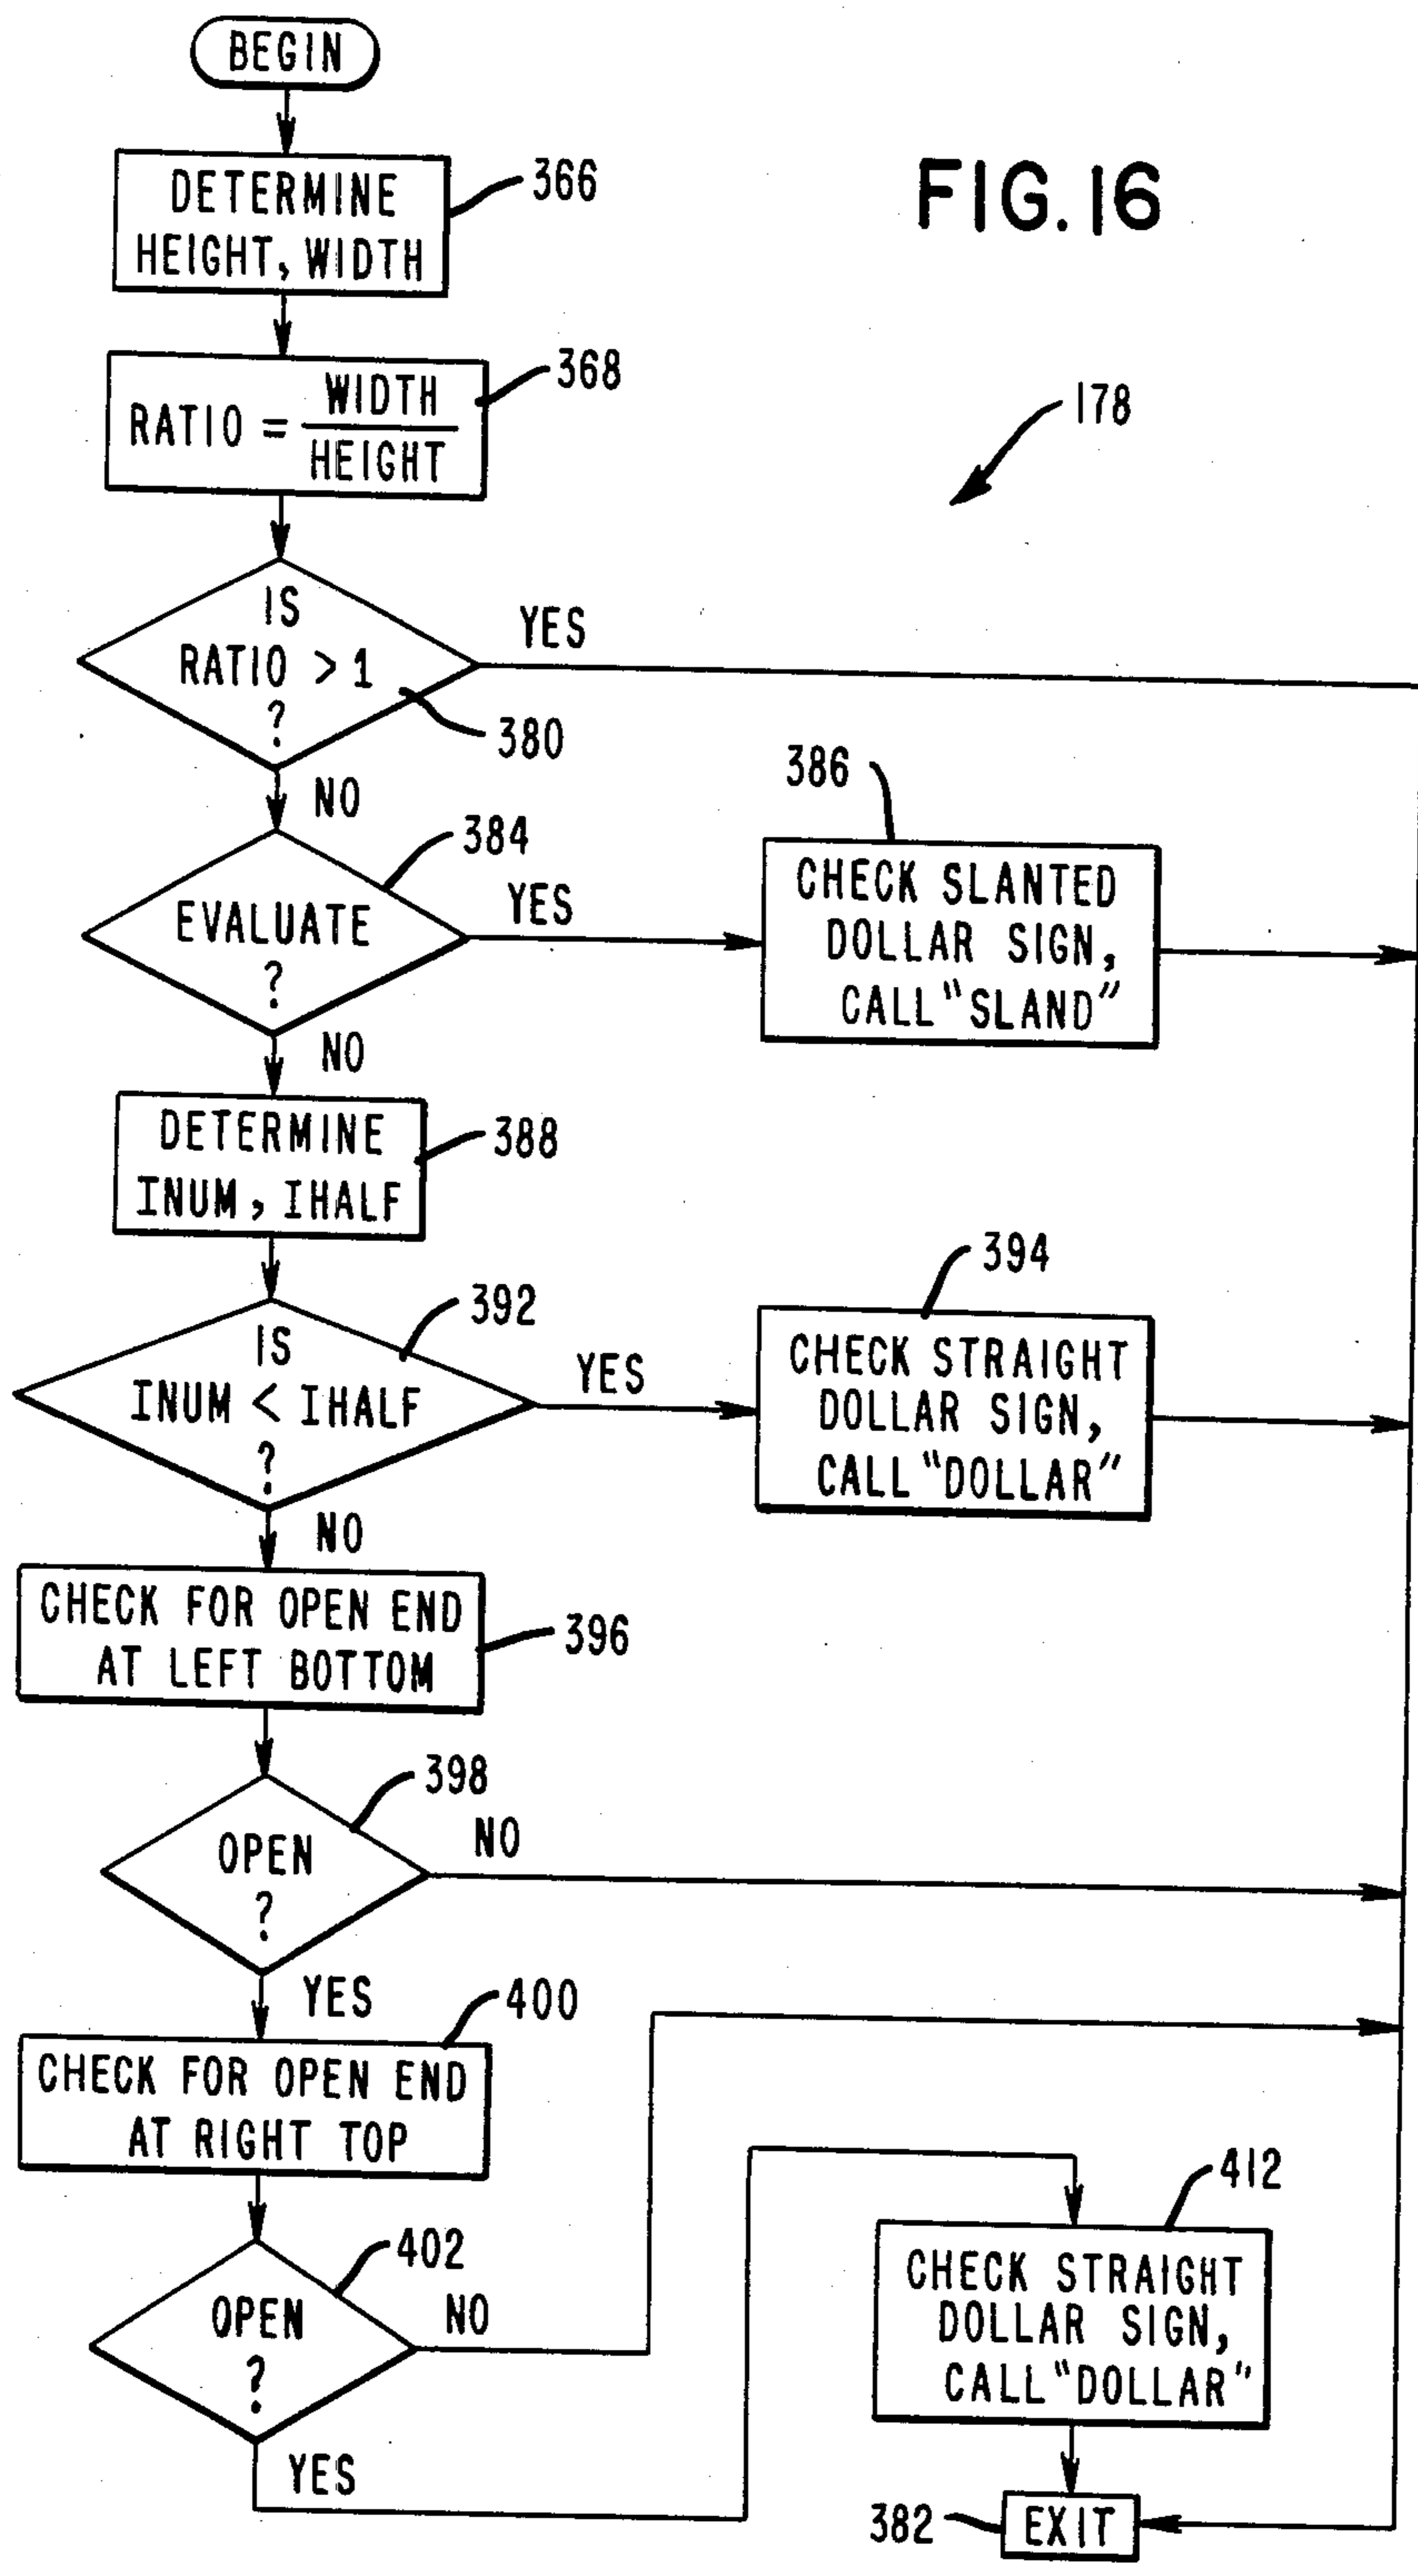 BEGIN
DETERMINE
HEIGHT, WIDTH
366
FIG. 16
RATIO = WIDTH
HEIGHT
368
178
IS
RATIO > 1
?
YES
380
NO
EVALUATE
?
384
YES
386
CHECK SLANTED
DOLLAR SIGN,
CALL "SLAND"
NO
DETERMINE
INUM, IHALF
388
IS
INUM < IHALF
?
392
YES
394
CHECK STRAIGHT
DOLLAR SIGN,
CALL "DOLLAR"
NO
CHECK FOR OPEN END
AT LEFT BOTTOM
396
OPEN
?
398
NO
YES
CHECK FOR OPEN END
AT RIGHT TOP
400
OPEN
?
402
NO
YES
412
CHECK STRAIGHT
DOLLAR SIGN,
CALL "DOLLAR"
382
EXIT